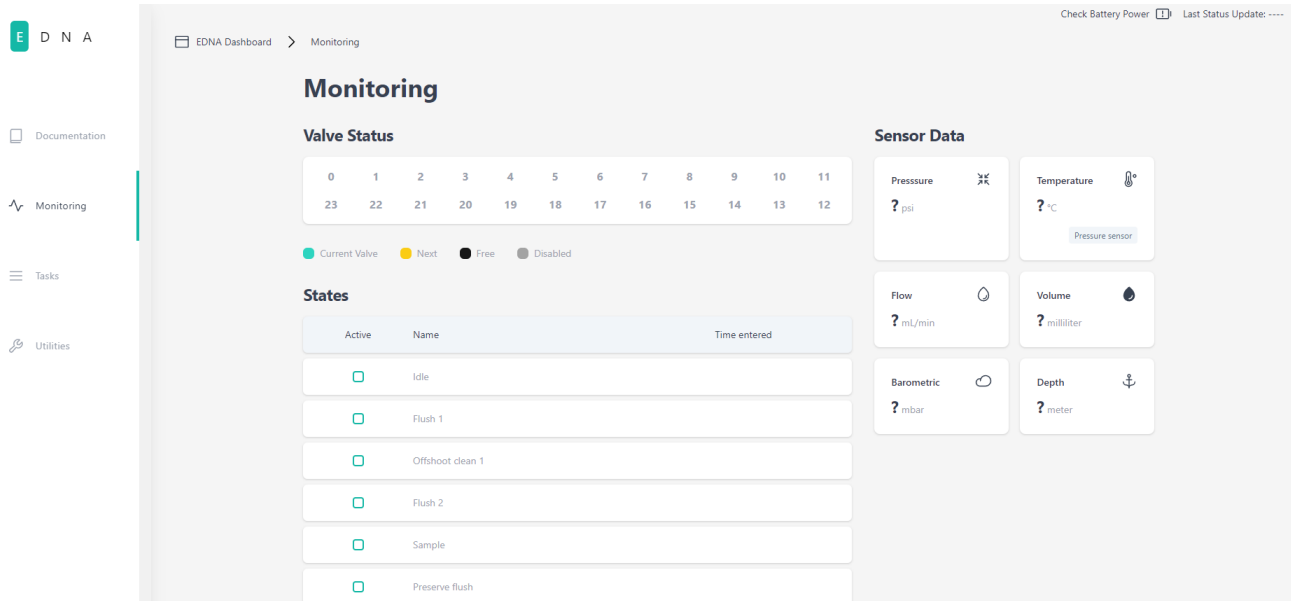 Check Battery Power Last Status Update: ----
E D N A
EDNA Dashboard Monitoring
Documentation
Monitoring
Tasks
Utilities
Monitoring
Valve Status
0 1 2 3 4 5 6 7 8 9 10 11
23 22 21 20 19 18 17 16 15 14 13 12
Current Valve Next Free Disabled
States
Active Name Time entered
Idle
Flush 1
Offshoot clean 1
Flush 2
Sample
Preserve flush
Sensor Data
Presssure
? psi
Temperature
? °C
Pressure sensor
Flow
? mL/min
Volume
? milliliter
Barometric
? mbar
Depth
? meter